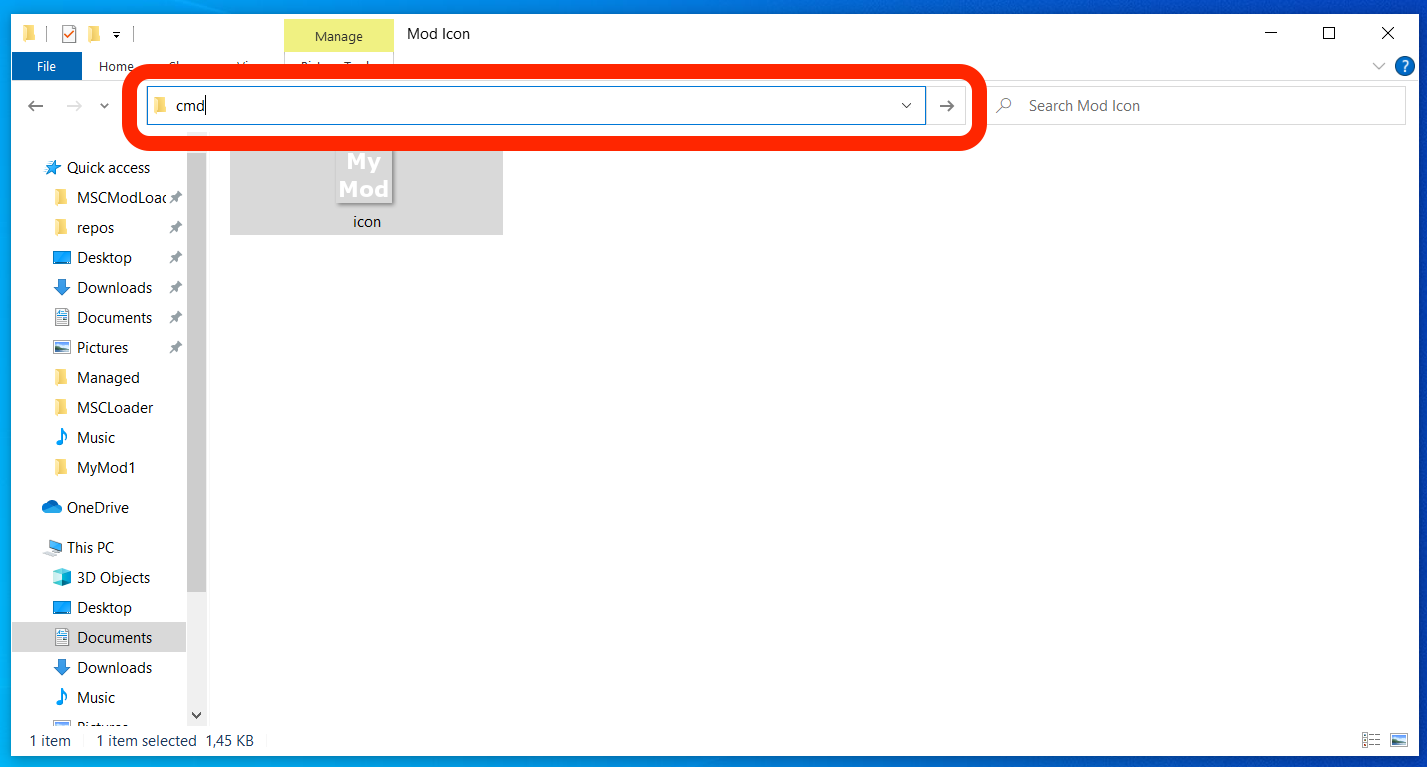 Manage
Mod Icon
File
Home
cmd
Search Mod Icon
?
Quick access
MSCModLoad
repos
Desktop
Downloads
Documents
Pictures
Managed
MSCLoader
Music
MyMod1
OneDrive
This PC
3D Objects
Desktop
Documents
Downloads
Music
Pictures
My
Mod
icon
1 item
1 item selected 1,45 KB